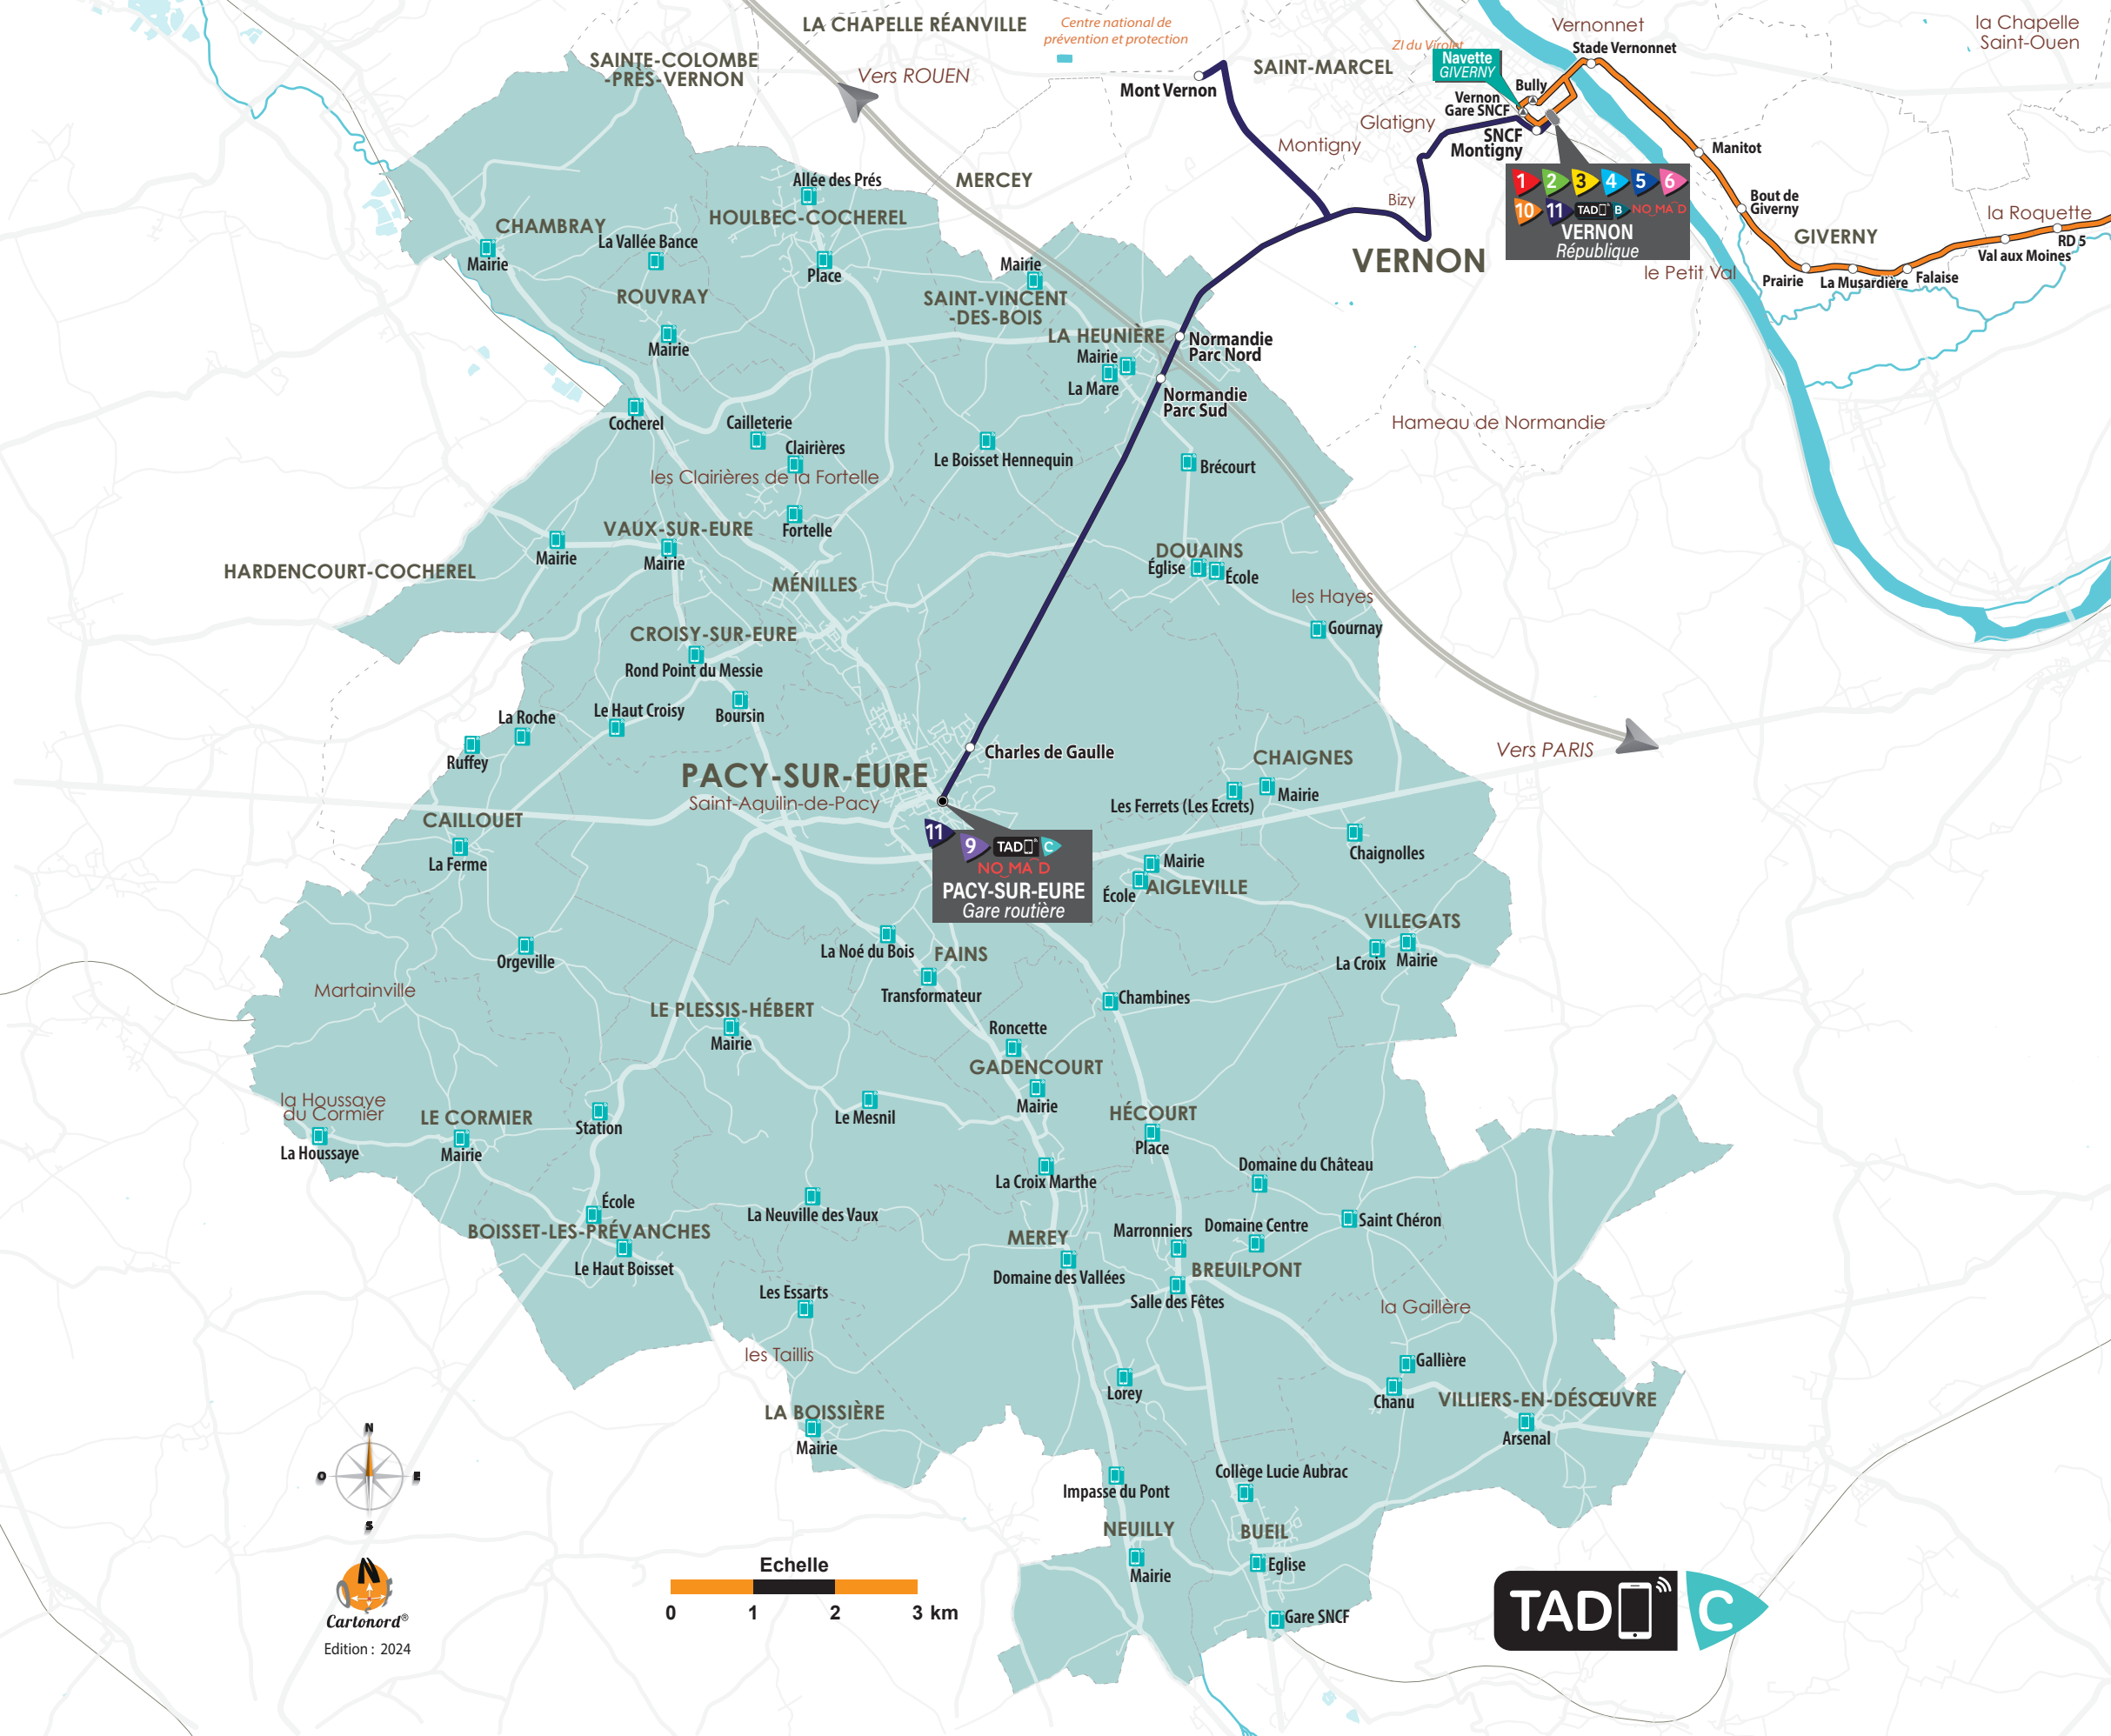 LA CHAPELLE RÉANVILLE
Centre national de
prévention et protection
Vernonnet
la Chapelle
Saint-Ouen
SAINTE-COLOMBE
-PRÈS-VERNON
Vers ROUEN
Mont Vernon
SAINT-MARCEL
ZI du Virolet
Navette
GIVERNY
Stade Vernonnet
Bully
Vernon
Gare SNCF
SNCF
Montigny
Glatigny
Montigny
Manitot
1 2 3 4 5 6
10 11 TAD B NO MA D
VERNON
République
Bizy
VERNON
Bout de
Giverny
GIVERNY
la Roquette
RD 5
Val aux Moines
le Petit Val
Prairie
La Musardière
Falaise
MERCEY
Allée des Prés
HOULBEC-COCHEREL
Place
CHAMBRAY
Mairie
La Vallée Bance
ROUVRAY
Mairie
Mairie
SAINT-VINCENT
-DES-BOIS
LA HEUNIÈRE
Mairie
La Mare
Normandie
Parc Nord
Normandie
Parc Sud
Cocherel
Cailleterie
Clairières
les Clairières de la Fortelle
Le Boisset Hennequin
Brécourt
Hameau de Normandie
Fortelle
VAUX-SUR-EURE
Mairie
Mairie
HARDENCOURT-COCHEREL
MÉNILLES
DOUAINS
Église
École
les Hayes
Gournay
CROISY-SUR-EURE
Rond Point du Messie
Le Haut Croisy
Boursin
La Roche
Ruffey
Charles de Gaulle
Vers PARIS
PACY-SUR-EURE
Saint-Aquilin-de-Pacy
CHAIGNES
Les Ferrets (Les Ecrets)
Mairie
Chaignolles
11 9 TAD C
NO MA D
PACY-SUR-EURE
Gare routière
CAILLOUET
La Ferme
Mairie
École
AIGLEVILLE
VILLEGATS
La Croix
Mairie
Orgeville
La Noé du Bois
FAINS
Transformateur
Martainville
Chambines
LE PLESSIS-HÉBERT
Mairie
Roncette
GADENCOURT
Mairie
la Houssaye
du Cormier
La Houssaye
LE CORMIER
Mairie
Station
Le Mesnil
HÉCOURT
Place
La Croix Marthe
Domaine du Château
École
BOISSET-LES-PRÉVANCHES
Le Haut Boisset
La Neuville des Vaux
Saint Chéron
Marronniers
Domaine Centre
MEREY
Domaine des Vallées
BREUILPONT
Salle des Fêtes
Les Essarts
la Gaillère
les Taillis
Gallière
Chanu
Lorey
VILLIERS-EN-DÉSŒUVRE
Arsenal
LA BOISSIÈRE
Mairie
Impasse du Pont
Collège Lucie Aubrac
NEUILLY
Mairie
BUEIL
Eglise
Gare SNCF
N
O
E
S
Cartonord®
Edition : 2024
Echelle
0 1 2 3 km
TAD C